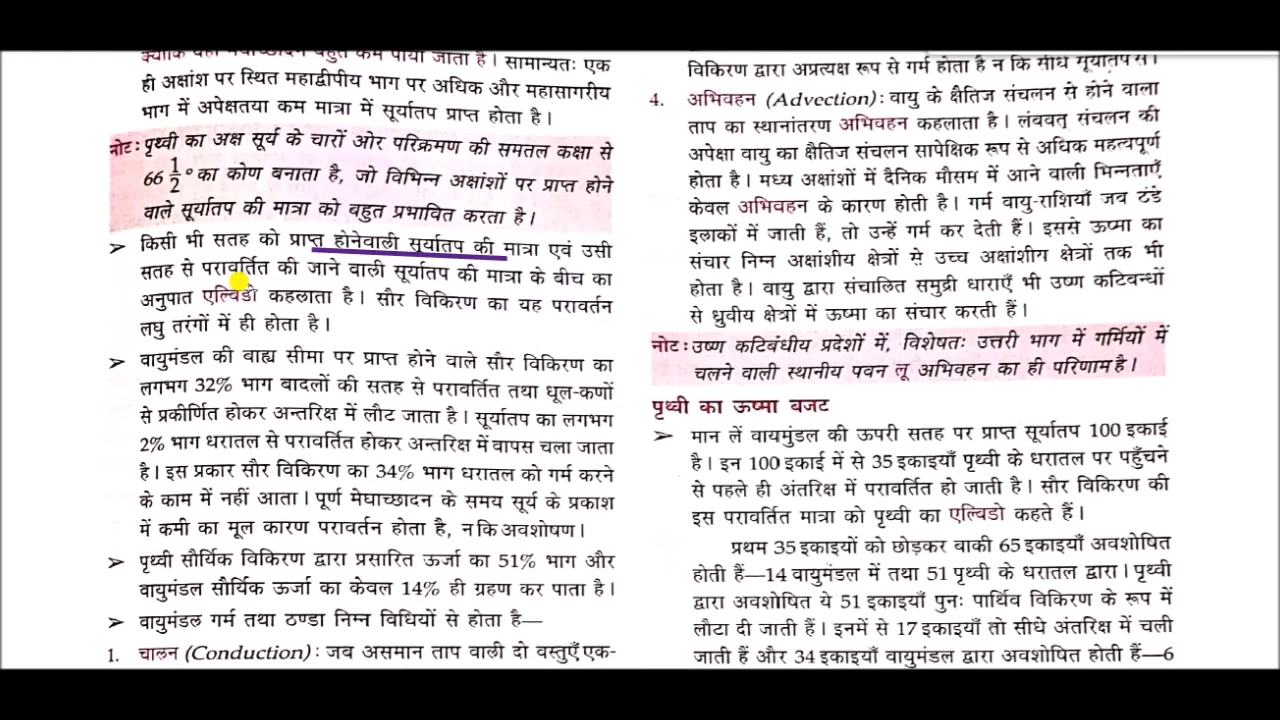 क्योंकि वहाँ मेघाच्छादन बहुत कम पाया जाता है। सामान्यतः एक
ही अक्षांश पर स्थित महाद्वीपीय भाग पर अधिक और महासागरीय
भाग में अपेक्षतया कम मात्रा में सूर्यातप प्राप्त होता है।
नोट: पृथ्वी का अक्ष सूर्य के चारों ओर परिक्रमण की समतल कक्षा से
66 1/2° का कोण बनाता है, जो विभिन्न अक्षांशों पर प्राप्त होने
वाले सूर्यातप की मात्रा को बहुत प्रभावित करता है।
➤ किसी भी सतह को प्राप्त होनेवाली सूर्यातप की मात्रा एवं उसी
सतह से परावर्तित की जाने वाली सूर्यातप की मात्रा के बीच का
अनुपात एल्विडो कहलाता है। सौर विकिरण का यह परावर्तन
लघु तरंगों में ही होता है।
➤ वायुमंडल की वाह्य सीमा पर प्राप्त होने वाले सौर विकिरण का
लगभग 32% भाग बादलों की सतह से परावर्तित तथा धूल-कणों
से प्रकीर्णित होकर अन्तरिक्ष में लौट जाता है। सूर्यातप का लगभग
2% भाग धरातल से परावर्तित होकर अन्तरिक्ष में वापस चला जाता
है। इस प्रकार सौर विकिरण का 34% भाग धरातल को गर्म करने
के काम में नहीं आता। पूर्ण मेघाच्छादन के समय सूर्य के प्रकाश
में कमी का मूल कारण परावर्तन होता है, न कि अवशोषण।
➤ पृथ्वी सौर्यिक विकिरण द्वारा प्रसारित ऊर्जा का 51% भाग और
वायुमंडल सौर्यिक ऊर्जा का केवल 14% ही ग्रहण कर पाता है।
➤ वायुमंडल गर्म तथा ठण्डा निम्न विधियों से होता है—
1. चालन (Conduction) : जब असमान ताप वाली दो वस्तुएँ एक-
विकिरण द्वारा अप्रत्यक्ष रूप से गर्म होता है न कि सीधे सूर्यातप से।
4. अभिवहन (Advection) : वायु के क्षैतिज संचलन से होने वाला
ताप का स्थानांतरण अभिवहन कहलाता है। लंववत् संचलन की
अपेक्षा वायु का क्षैतिज संचलन सापेक्षिक रूप से अधिक महत्वपूर्ण
होता है। मध्य अक्षांशों में दैनिक मौसम में आने वाली भिन्नताएँ
केवल अभिवहन के कारण होती है। गर्म वायु-राशियाँ जब ठंडे
इलाकों में जाती हैं, तो उन्हें गर्म कर देती हैं। इससे ऊष्मा का
संचार निम्न अक्षांशीय क्षेत्रों से उच्च अक्षांशीग क्षेत्रों तक भी
होता है। वायु द्वारा संचालित समुद्री धाराएँ भी उष्ण कटिवन्धों
से ध्रुवीय क्षेत्रों में ऊष्मा का संचार करती हैं।
नोट: उष्ण कटिबंधीय प्रदेशों में, विशेषतः उत्तरी भाग में गर्मियों में
चलने वाली स्थानीय पवन लू अभिवहन का ही परिणाम है।
पृथ्वी का ऊष्मा बजट
➤ मान लें वायमुंडल की ऊपरी सतह पर प्राप्त सूर्यातप 100 इकाई
है। इन 100 इकाई में से 35 इकाइयाँ पृथ्वी के धरातल पर पहुँचने
से पहले ही अंतरिक्ष में परावर्तित हो जाती है। सौर विकिरण की
इस परावर्तित मात्रा को पृथ्वी का एल्विडो कहते हैं।
प्रथम 35 इकाइयों को छोड़कर बाकी 65 इकाइयाँ अवशोषित
होती हैं—14 वायुमंडल में तथा 51 पृथ्वी के धरातल द्वारा। पृथ्वी
द्वारा अवशोषित ये 51 इकाइयाँ पुनः पार्थिव विकिरण के रूप में
लौटा दी जाती हैं। इनमें से 17 इकाइयाँ तो सीधे अंतरिक्ष में चली
जाती हैं और 34 इकाइयाँ वायुमंडल द्वारा अवशोषित होती हैं—6